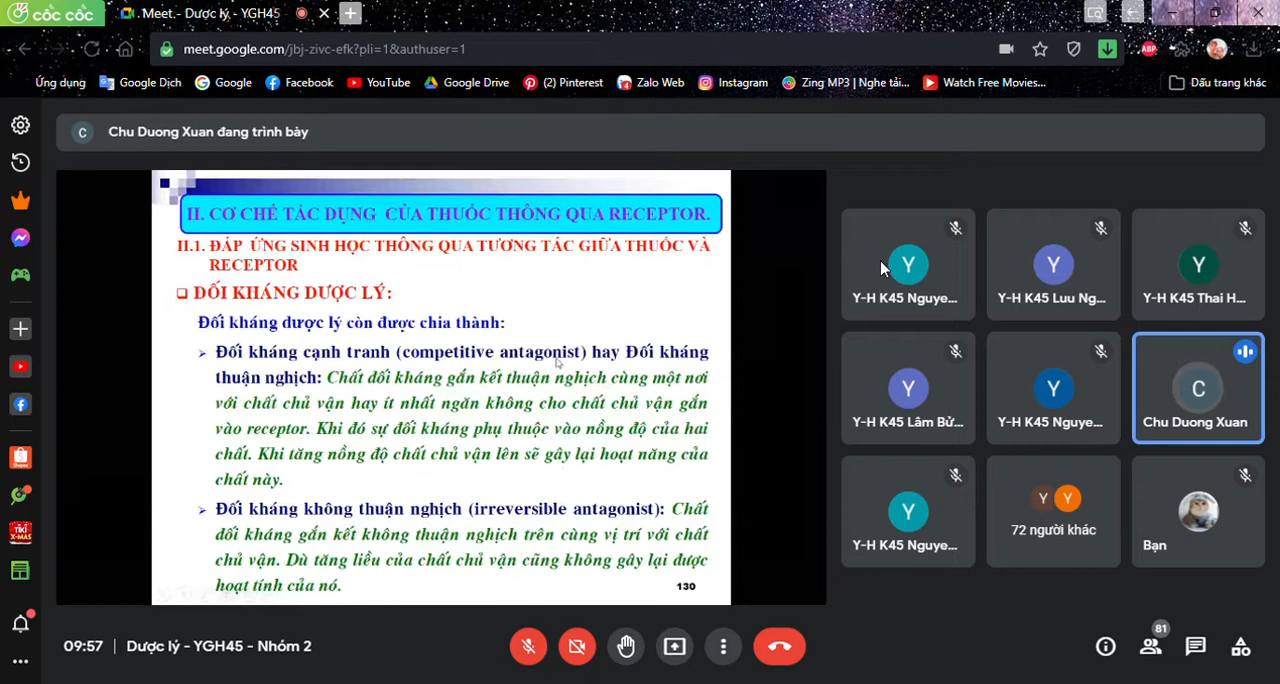 cốc cốc
Meet - Dược lý - YGH45
meet.google.com/jbj-zivc-efk?pli=1&authuser=1
ABP
Ứng dụng
Google Dịch
Google
Facebook
YouTube
Google Drive
(2) Pinterest
Zalo Web
Instagram
Zing MP3 | Nghe tải...
Watch Free Movies...
Dấu trang khác
C
Chu Duong Xuan đang trình bày
II. CƠ CHẾ TÁC DỤNG CỦA THUỐC THÔNG QUA RECEPTOR.
II.1. ĐÁP ỨNG SINH HỌC THÔNG QUA TƯƠNG TÁC GIỮA THUỐC VÀ
RECEPTOR
ĐỐI KHÁNG DƯỢC LÝ:
Đối kháng dược lý còn được chia thành:
Đối kháng cạnh tranh (competitive antagonist) hay Đối kháng
thuận nghịch: Chất đối kháng gắn kết thuận nghịch cùng một nơi
với chất chủ vận hay ít nhất ngăn không cho chất chủ vận gắn
vào receptor. Khi đó sự đối kháng phụ thuộc vào nồng độ của hai
chất. Khi tăng nồng độ chất chủ vận lên sẽ gây lại hoạt năng của
chất này.
Đối kháng không thuận nghịch (irreversible antagonist): Chất
đối kháng gắn kết không thuận nghịch trên cùng vị trí với chất
chủ vận. Dù tăng liều của chất chủ vận cũng không gây lại được
hoạt tính của nó.
130
Y
Y-H K45 Nguye...
Y
Y-H K45 Luu Ng...
Y
Y-H K45 Thai H...
Y
Y-H K45 Lâm Bử...
Y
Y-H K45 Nguye...
C
Chu Duong Xuan
Y
Y-H K45 Nguye...
Y Y
72 người khác
Bạn
09:57 | Dược lý - YGH45 - Nhóm 2
81